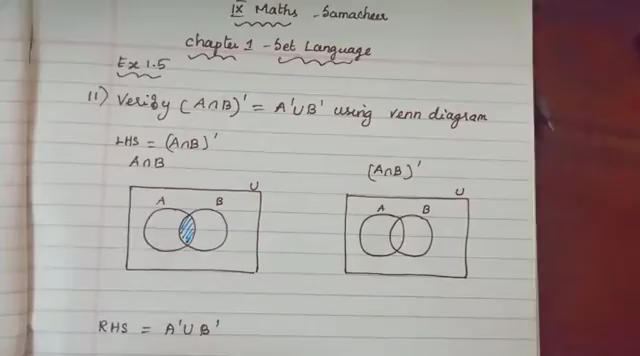 IX Maths - Samacheer
Chapter 1 - Set Language
Ex 1.5
11) Verify (A∩B)' = A'∪B' using venn diagram
LHS = (A∩B)'
A∩B
(A∩B)'
U
A B
U
A B
RHS = A'∪B'